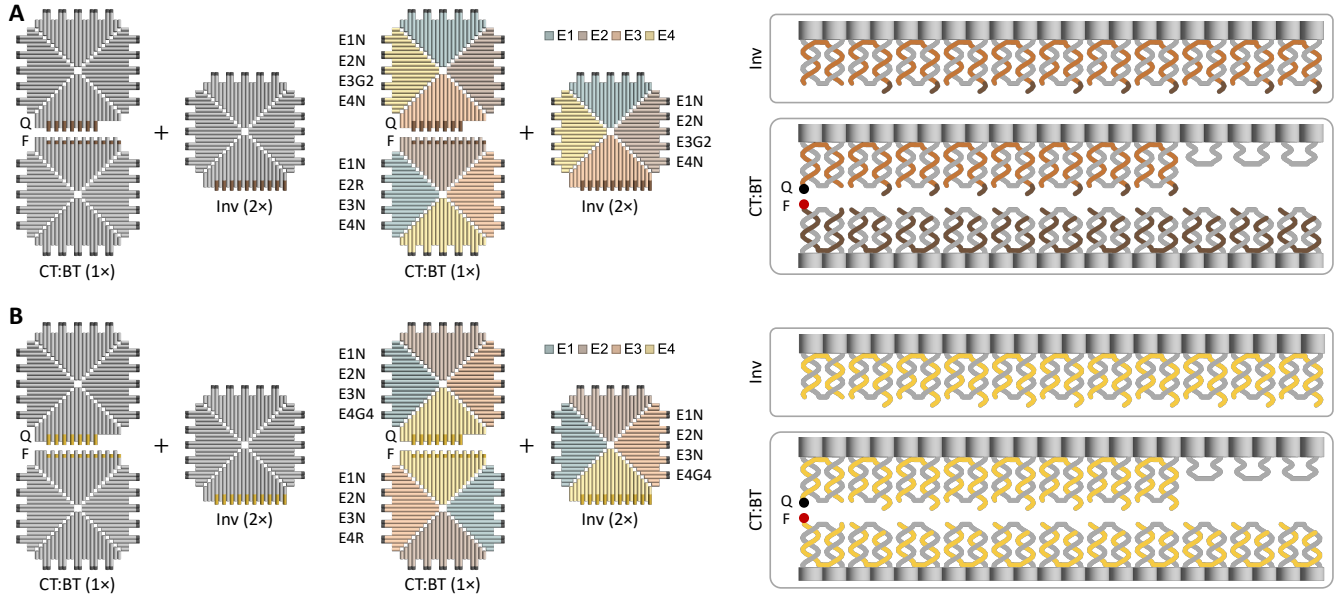 A
E1N
E2N
E3G2
E4N
Q
F
+
Inv (2×)
CT:BT (1×)
E1N
E2R
E3N
E4N
Q
F
CT:BT (1×)
+
E1 E2 E3 E4
E1N
E2N
E3G2
E4N
Inv (2×)
Inv
CT:BT
Q
F
B
E1N
E2N
E3N
E4G4
Q
F
+
Inv (2×)
CT:BT (1×)
E1N
E2N
E3N
E4R
Q
F
CT:BT (1×)
+
E1 E2 E3 E4
E1N
E2N
E3N
E4G4
Inv (2×)
Inv
CT:BT
Q
F